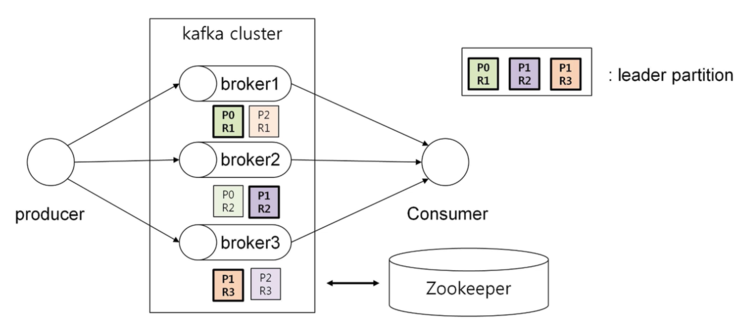 kafka cluster
broker1
P0
R1
P2
R1
broker2
P0
R2
P1
R2
broker3
P1
R3
P2
R3
producer
Consumer
Zookeeper
P0
R1
P1
R2
P1
R3
: leader partition